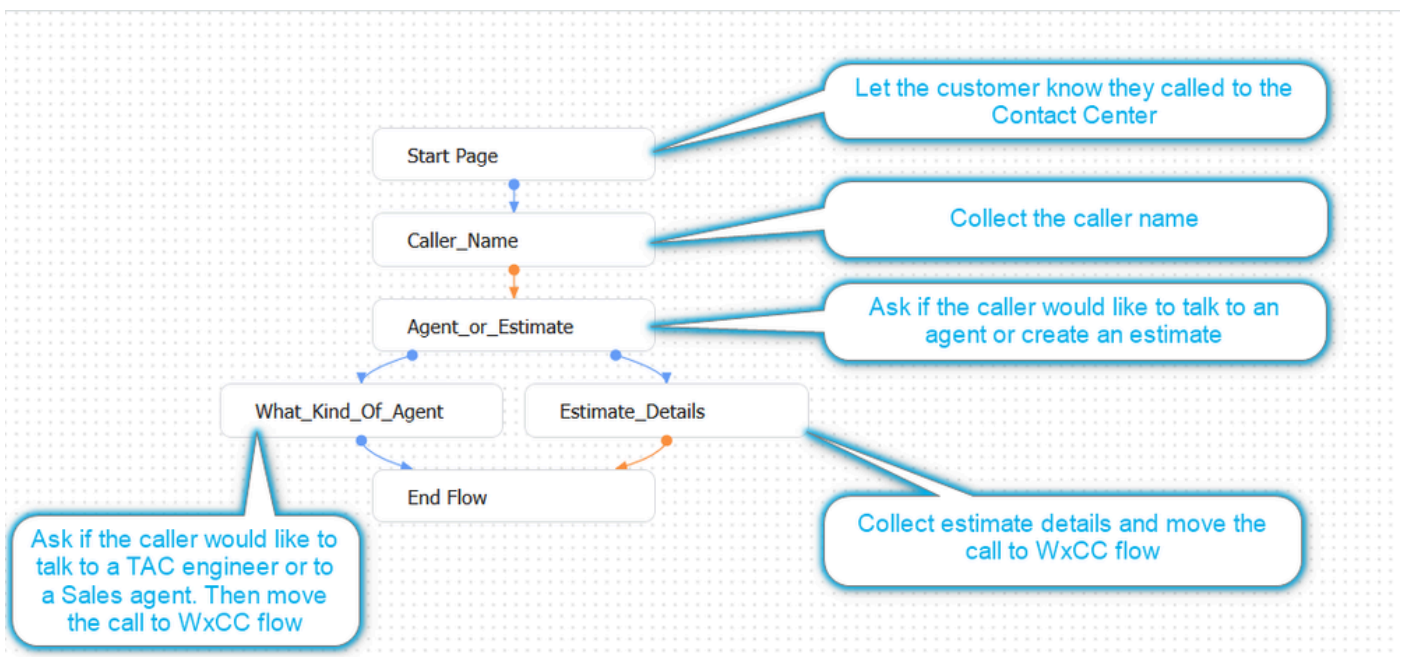 Let the customer know they called to the
Contact Center
Start Page
Collect the caller name
Caller_Name
Ask if the caller would like to talk to an
agent or create an estimate
Agent_or_Estimate
What_Kind_Of_Agent
Estimate_Details
End Flow
Collect estimate details and move the
call to WxCC flow
Ask if the caller would like to
talk to a TAC engineer or to
a Sales agent. Then move
the call to WxCC flow